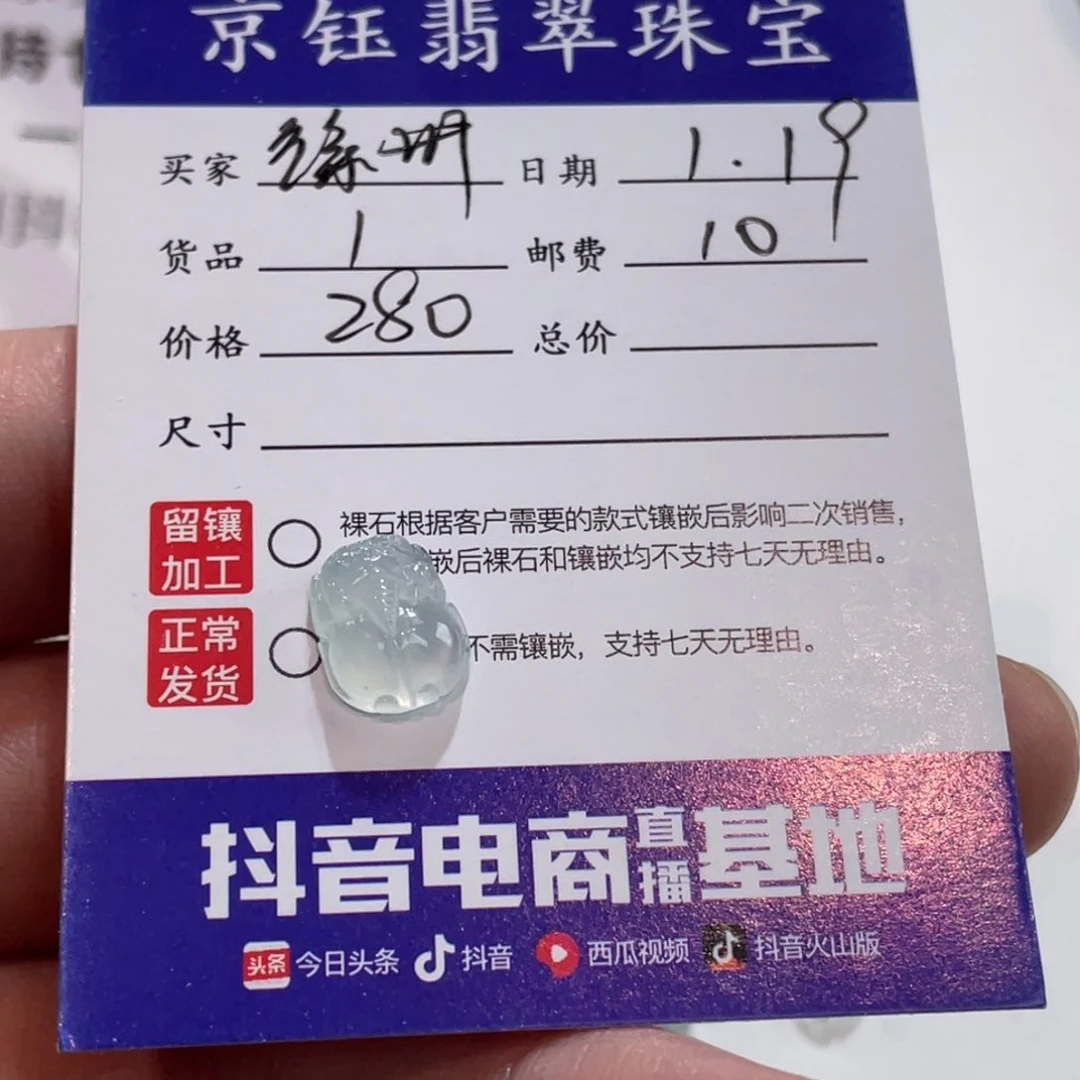 京钰翡翠珠宝
买家 日期 1.19
货品 1 邮费 10
价格 280 总价
尺寸
留镶加工 裸石根据客户需要的款式镶嵌后影响二次销售，
嵌后裸石和镶嵌均不支持七天无理由。
正常发货 不需镶嵌，支持七天无理由。
抖音电商直播基地
头条 今日头条 抖音 西瓜视频 抖音火山版